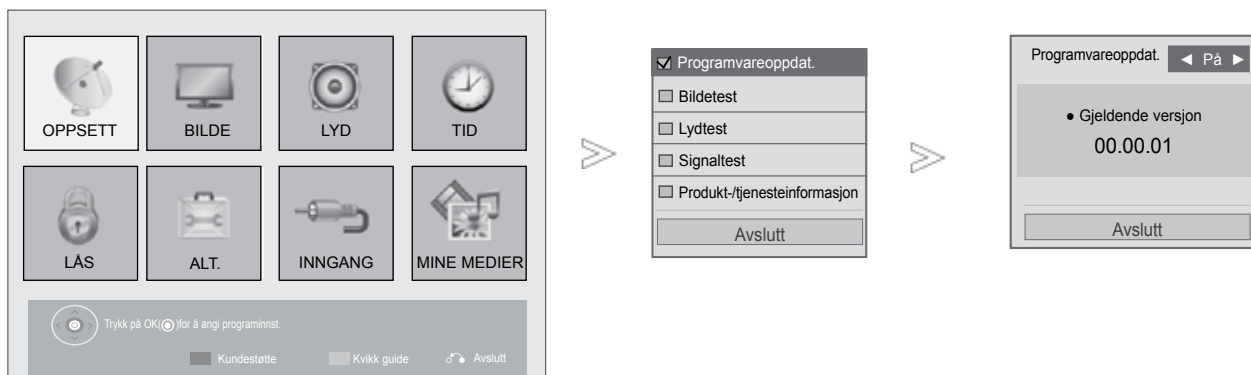 OPPSETT
BILDE
LYD
TID
LÅS
ALT.
INNGANG
MINE MEDIER
Trykk på OK(◉)for å angi programinnst.
Kundestøtte Kvikk guide Avslutt
Programvareoppdat.
Bildetest
Lydtest
Signaltest
Produkt-/tjenesteinformasjon
Avslutt
Programvareoppdat. ◄ På ►
● Gjeldende versjon
00.00.01
Avslutt